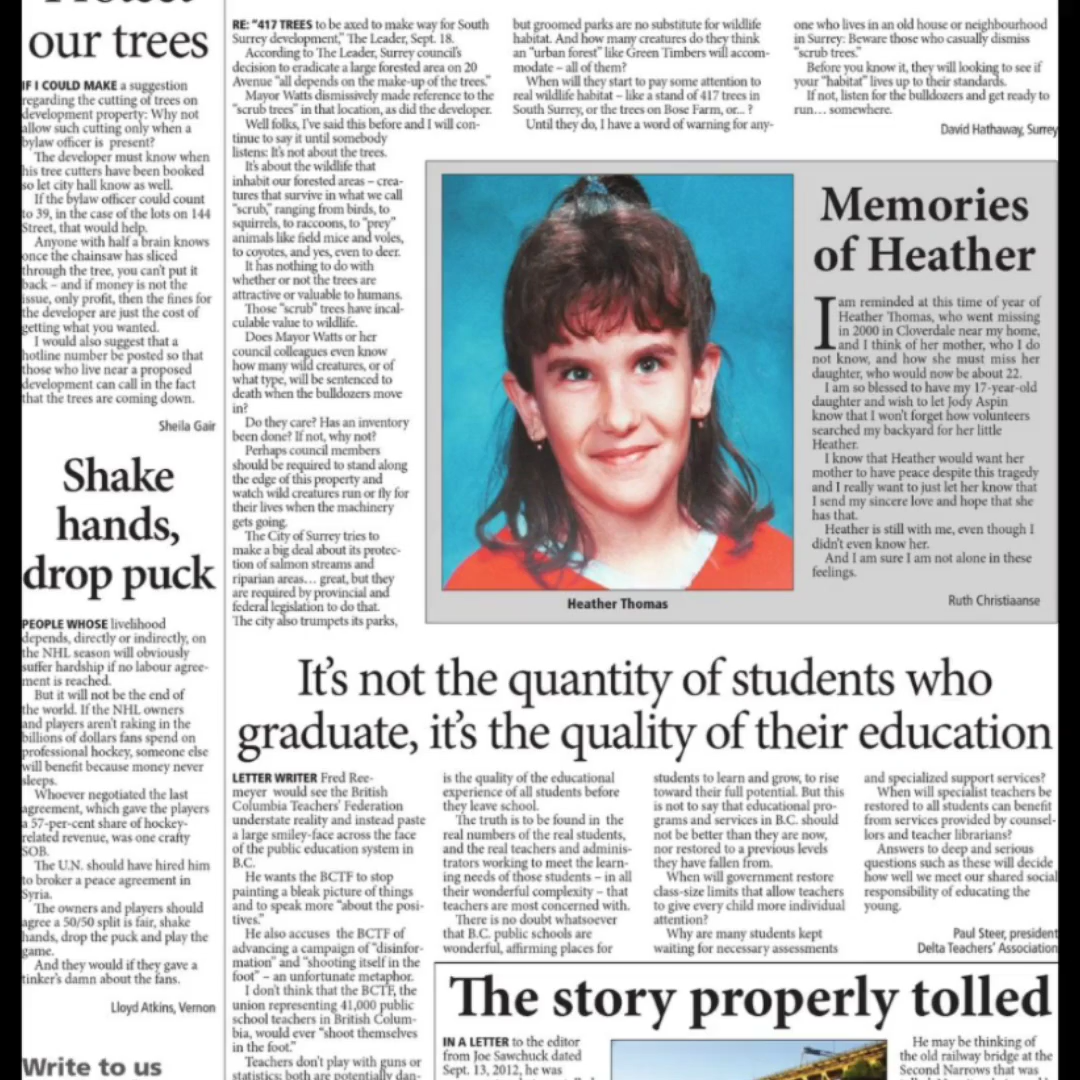 our trees
IF I COULD MAKE a suggestion
regarding the cutting of trees on
development property: Why not
allow such cutting only when a
bylaw officer is present?
The developer must know when
his tree cutters have been booked
so let city hall know as well.
If the bylaw officer could count
to 39, in the case of the lots on 144
Street, that would help.
Anyone with half a brain knows
once the chainsaw has sliced
through the tree, you can't put it
back – and if money is not the
issue, only profit, then the fines for
the developer are just the cost of
getting what you wanted.
I would also suggest that a
hotline number be posted so that
those who live near a proposed
development can call in the fact
that the trees are coming down.
Sheila Gair
Shake
hands,
drop puck
PEOPLE WHOSE livelihood
depends, directly or indirectly, on
the NHL season will obviously
suffer hardship if no labour agree-
ment is reached.
But it will not be the end of
the world. If the NHL owners
and players aren't raking in the
billions of dollars fans spend on
professional hockey, someone else
will benefit because money never
sleeps.
Whoever negotiated the last
agreement, which gave the players
a 57-per-cent share of hockey-
related revenue, was one crafty
SOB.
The U.N. should have hired him
to broker a peace agreement in
Syria.
The owners and players should
agree a 50/50 split is fair, shake
hands, drop the puck and play the
game.
And they would if they gave a
tinker's damn about the fans.
Lloyd Atkins, Vernon
Write to us
RE: "417 TREES to be axed to make way for South
Surrey development," The Leader, Sept. 18.
According to The Leader, Surrey council's
decision to eradicate a large forested area on 20
Avenue "all depends on the make-up of the trees."
Mayor Watts dismissively made reference to the
"scrub trees" in that location, as did the developer.
Well folks, I've said this before and I will con-
tinue to say it until somebody
listens: It's not about the trees.
It's about the wildlife that
inhabit our forested areas – crea-
tures that survive in what we call
"scrub," ranging from birds, to
squirrels, to raccoons, to "prey"
animals like field mice and voles,
to coyotes, and yes, even to deer.
It has nothing to do with
whether or not the trees are
attractive or valuable to humans.
Those "scrub" trees have incal-
culable value to wildlife.
Does Mayor Watts or her
council colleagues even know
how many wild creatures, or of
what type, will be sentenced to
death when the bulldozers move
in?
Do they care? Has an inventory
been done? If not, why not?
Perhaps council members
should be required to stand along
the edge of this property and
watch wild creatures run or fly for
their lives when the machinery
gets going.
The City of Surrey tries to
make a big deal about its protec-
tion of salmon streams and
riparian areas... great, but they
are required by provincial and
federal legislation to do that.
The city also trumpets its parks,
but groomed parks are no substitute for wildlife
habitat. And how many creatures do they think
an "urban forest" like Green Timbers will accom-
modate – all of them?
When will they start to pay some attention to
real wildlife habitat – like a stand of 417 trees in
South Surrey, or the trees on Bose Farm, or... ?
Until they do, I have a word of warning for any-
one who lives in an old house or neighbourhood
in Surrey: Beware those who casually dismiss
"scrub trees."
Before you know it, they will looking to see if
your "habitat" lives up to their standards.
If not, listen for the bulldozers and get ready to
run... somewhere.
David Hathaway, Surrey
Heather Thomas
Memories
of Heather
I am reminded at this time of year of
Heather Thomas, who went missing
in 2000 in Cloverdale near my home,
and I think of her mother, who I do
not know, and how she must miss her
daughter, who would now be about 22.
I am so blessed to have my 17-year-old
daughter and wish to let Jody Aspin
know that I won't forget how volunteers
searched my backyard for her little
Heather.
I know that Heather would want her
mother to have peace despite this tragedy
and I really want to just let her know that
I send my sincere love and hope that she
has that.
Heather is still with me, even though I
didn't even know her.
And I am sure I am not alone in these
feelings.
Ruth Christiaanse
It's not the quantity of students who
graduate, it's the quality of their education
LETTER WRITER Fred Ree-
meyer would see the British
Columbia Teachers' Federation
understate reality and instead paste
a large smiley-face across the face
of the public education system in
B.C.
He wants the BCTF to stop
painting a bleak picture of things
and to speak more "about the posi-
tives."
He also accuses the BCTF of
advancing a campaign of "disinfor-
mation" and "shooting itself in the
foot" – an unfortunate metaphor.
I don't think that the BCTF, the
union representing 41,000 public
school teachers in British Colum-
bia, would ever "shoot themselves
in the foot."
Teachers don't play with guns or
statistics; both are potentially dan-
is the quality of the educational
experience of all students before
they leave school.
The truth is to be found in the
real numbers of the real students,
and the real teachers and adminis-
trators working to meet the learn-
ing needs of those students – in all
their wonderful complexity – that
teachers are most concerned with.
There is no doubt whatsoever
that B.C. public schools are
wonderful, affirming places for
students to learn and grow, to rise
toward their full potential. But this
is not to say that educational pro-
grams and services in B.C. should
not be better than they are now,
nor restored to a previous levels
they have fallen from.
When will government restore
class-size limits that allow teachers
to give every child more individual
attention?
Why are many students kept
waiting for necessary assessments
and specialized support services?
When will specialist teachers be
restored to all students can benefit
from services provided by counsel-
lors and teacher librarians?
Answers to deep and serious
questions such as these will decide
how well we meet our shared social
responsibility of educating the
young.
Paul Steer, president
Delta Teachers' Association
The story properly tolled
IN A LETTER to the editor
from Joe Sawchuck dated
Sept. 13, 2012, he was
He may be thinking of
the old railway bridge at the
Second Narrows that was